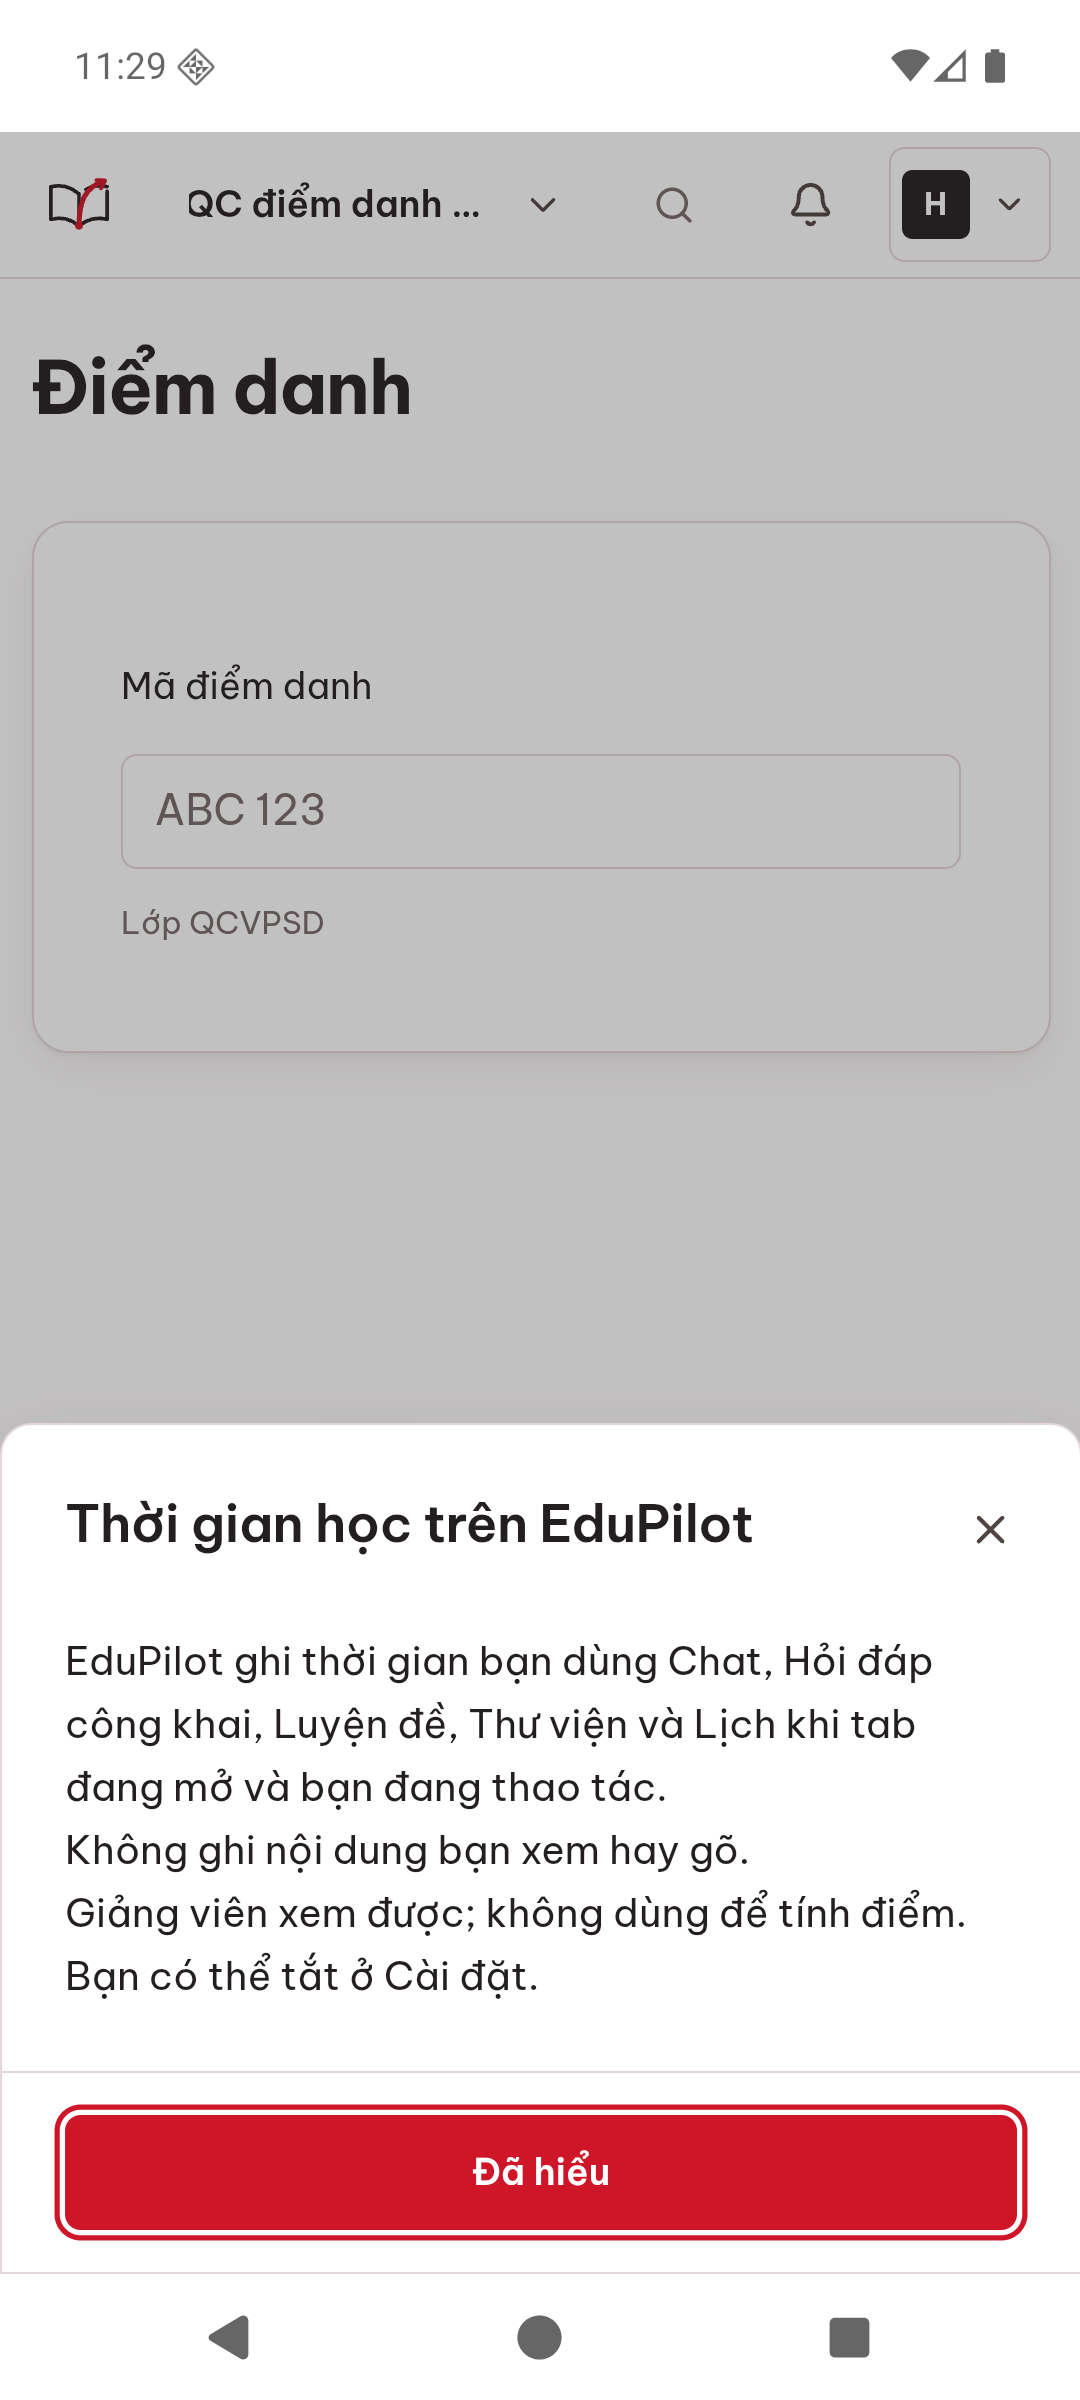 11:29
QC điểm danh ...
H
Điểm danh
Mã điểm danh
ABC 123
Lớp QCVPSD
Thời gian học trên EduPilot
EduPilot ghi thời gian bạn dùng Chat, Hỏi đáp
công khai, Luyện đề, Thư viện và Lịch khi tab
đang mở và bạn đang thao tác.
Không ghi nội dung bạn xem hay gõ.
Giảng viên xem được; không dùng để tính điểm.
Bạn có thể tắt ở Cài đặt.
Đã hiểu